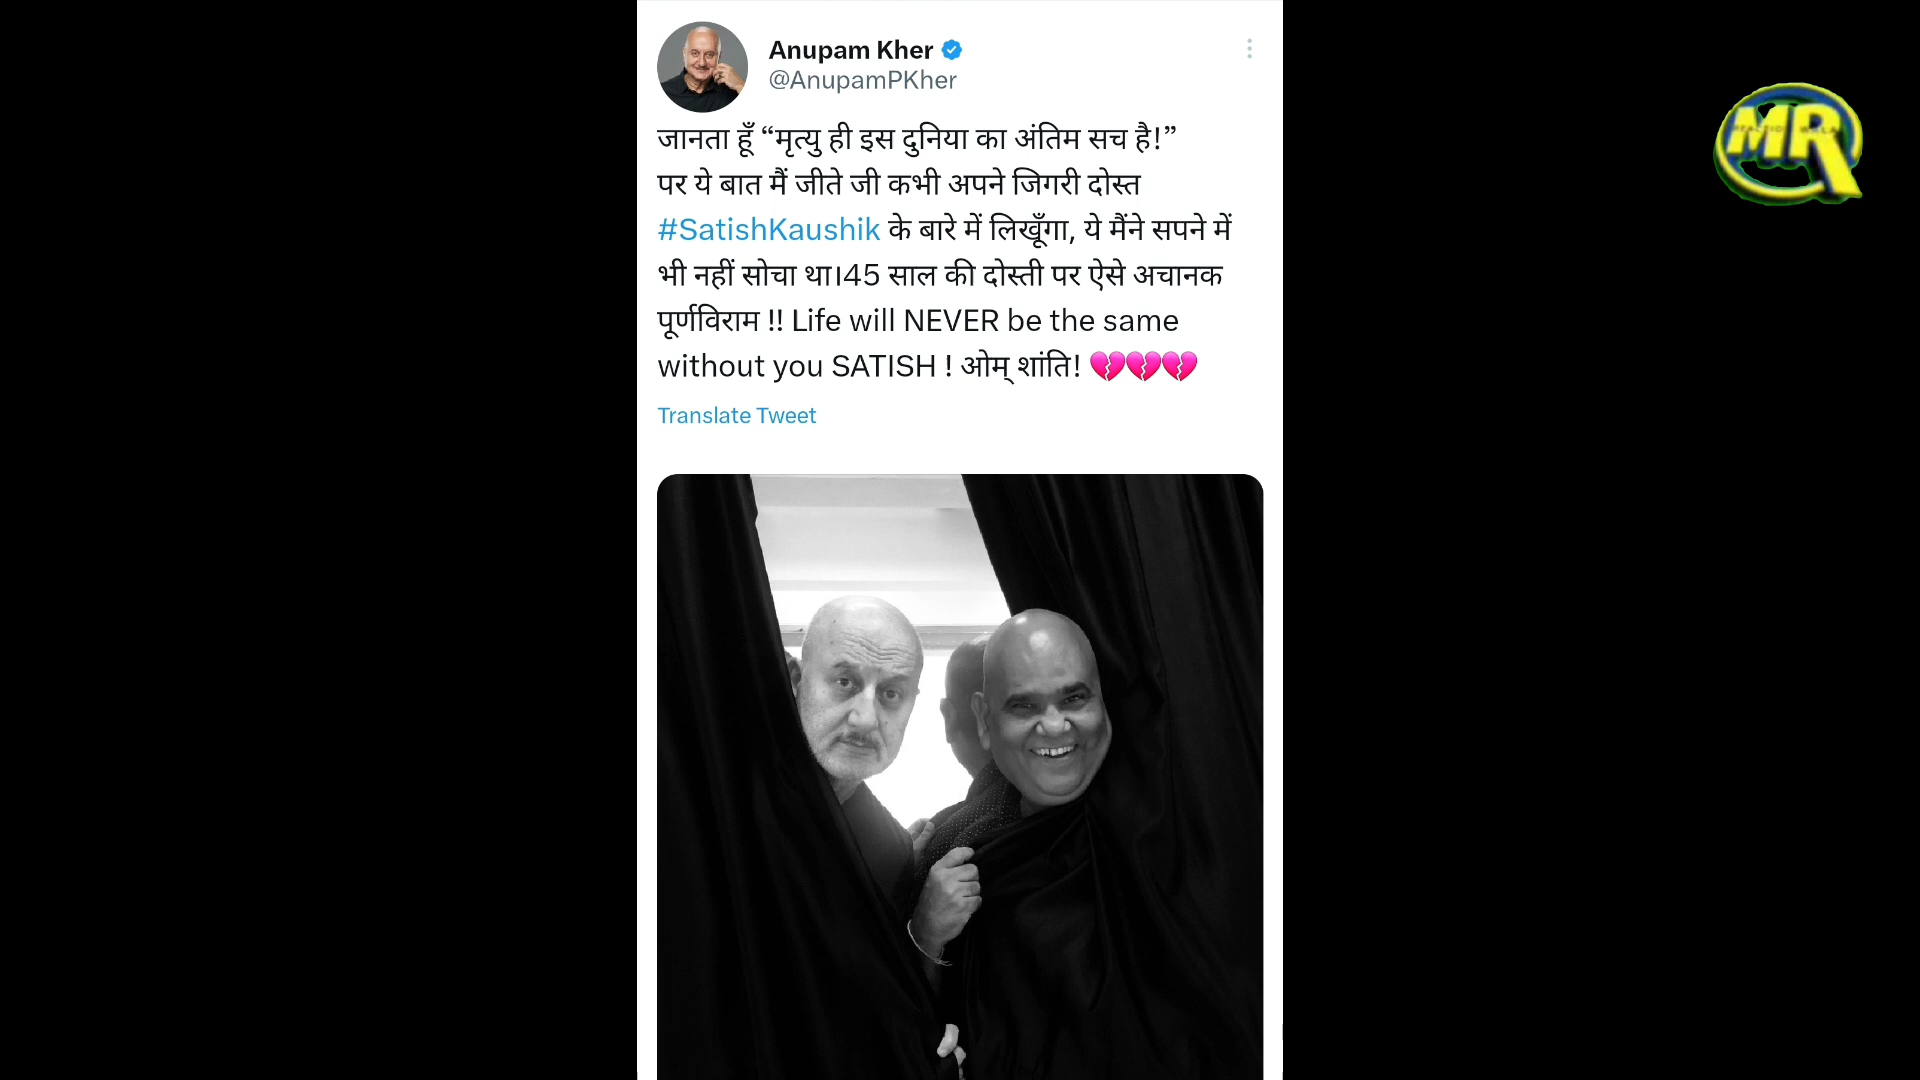 Anupam Kher
@AnupamPKher
जानता हूँ “मृत्यु ही इस दुनिया का अंतिम सच है!”
पर ये बात मैं जीते जी कभी अपने जिगरी दोस्त
#SatishKaushik के बारे में लिखूँगा, ये मैंने सपने में
भी नहीं सोचा था।45 साल की दोस्ती पर ऐसे अचानक
पूर्णविराम !! Life will NEVER be the same
without you SATISH ! ओम् शांति! 💔💔💔
Translate Tweet
MR